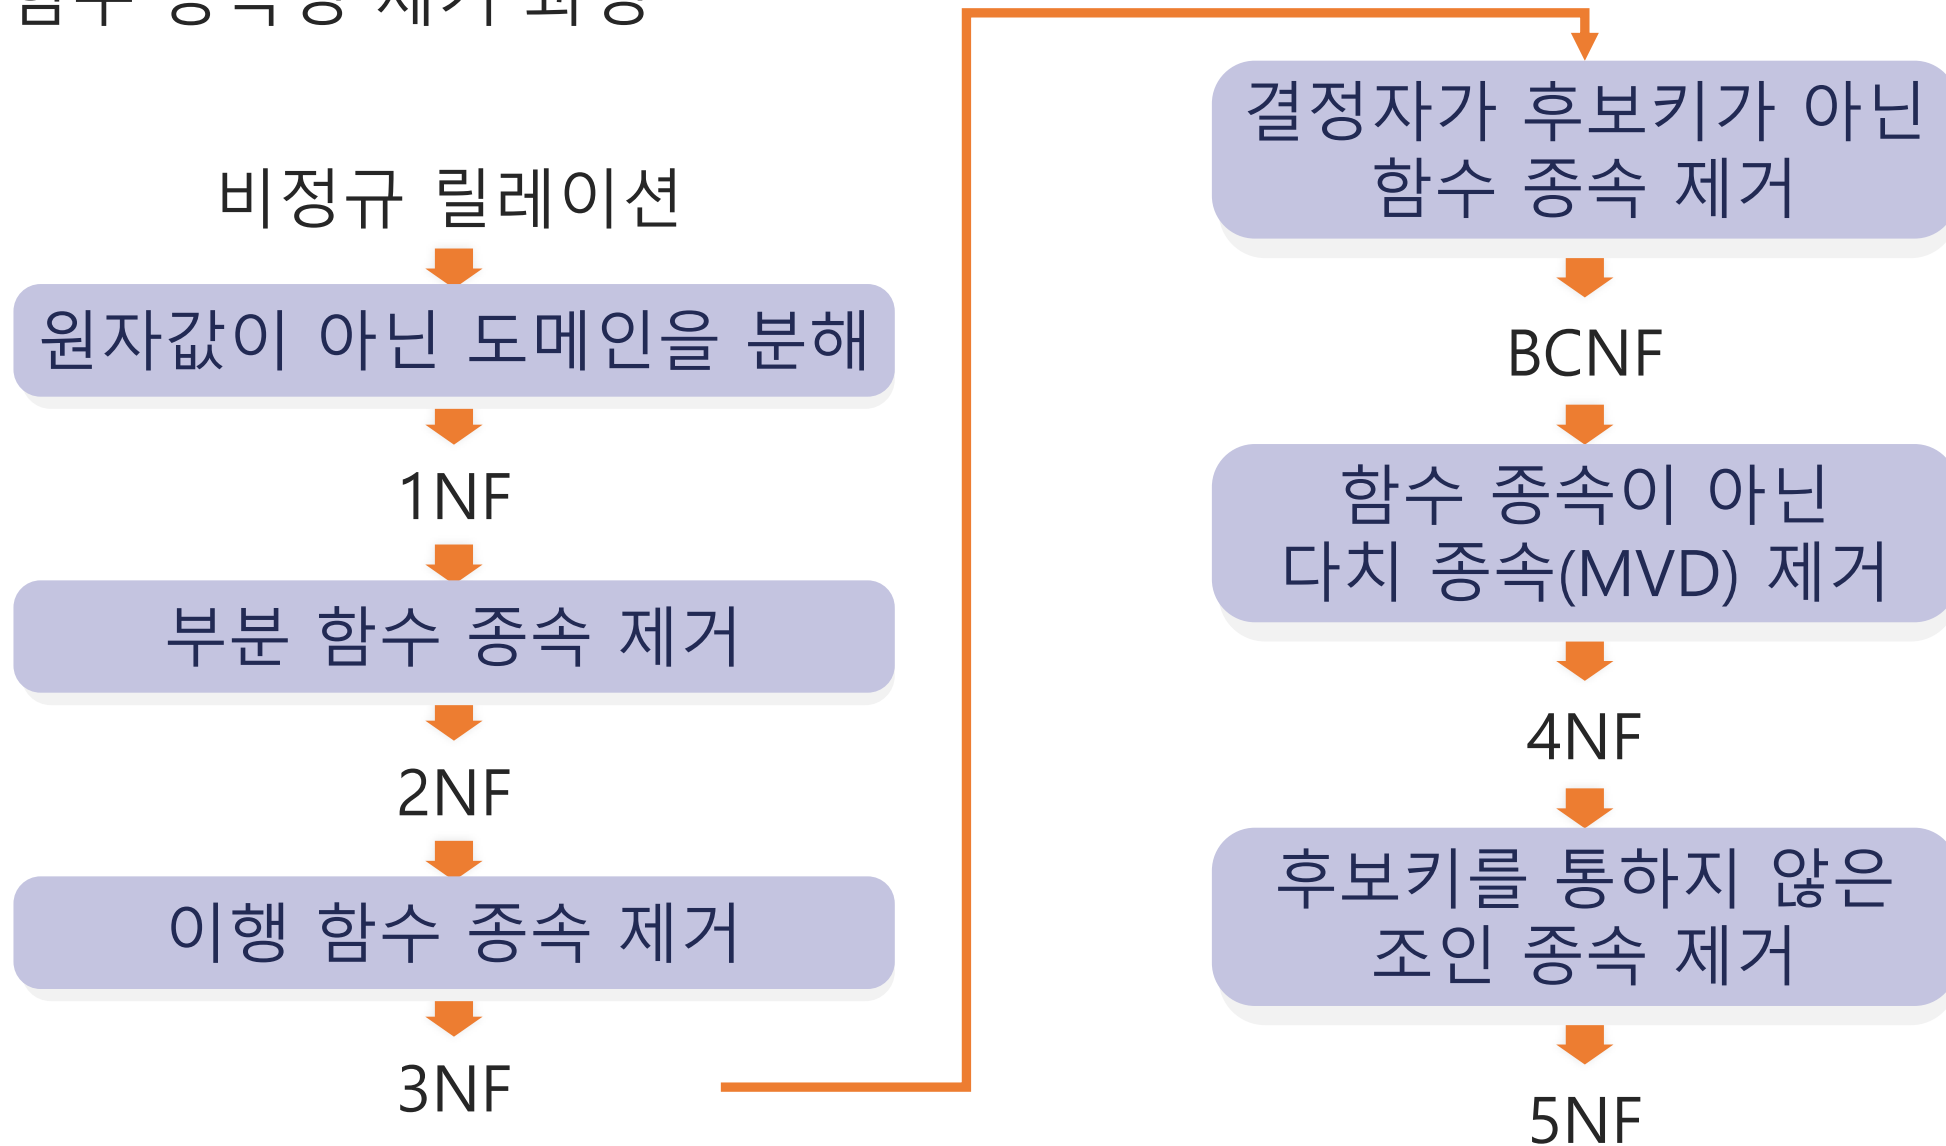 비정규 릴레이션
원자값이 아닌 도메인을 분해
1NF
부분 함수 종속 제거
2NF
이행 함수 종속 제거
3NF
결정자가 후보키가 아닌
함수 종속 제거
BCNF
함수 종속이 아닌
다치 종속(MVD) 제거
4NF
후보키를 통하지 않은
조인 종속 제거
5NF